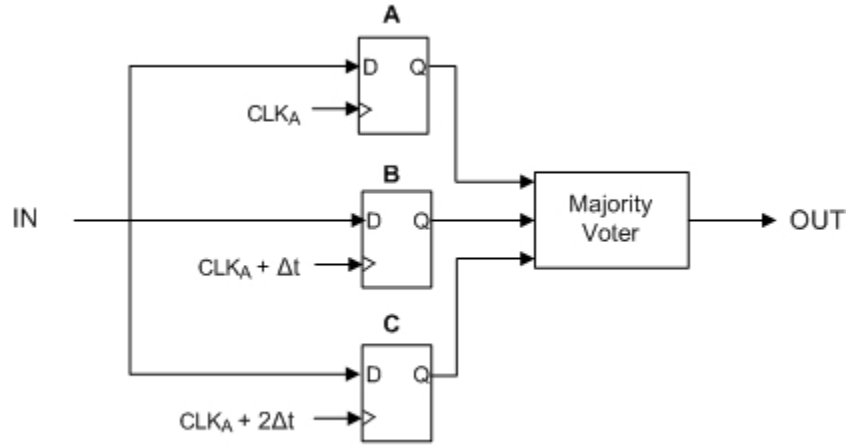 A
D Q
CLKA
B
IN
D Q
CLKA + Δt
Majority
Voter
OUT
C
D Q
CLKA + 2Δt